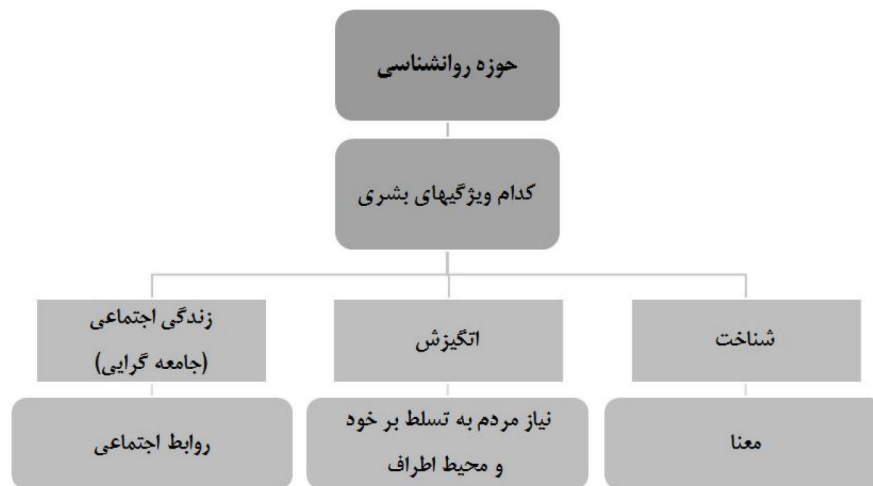 حوزه روانشناسی
کدام ویژگیهای بشری
شناخت
انگیزش
زندگی اجتماعی
(جامعه گرایی)
معنا
نیاز مردم به تسلط بر خود
و محیط اطراف
روابط اجتماعی